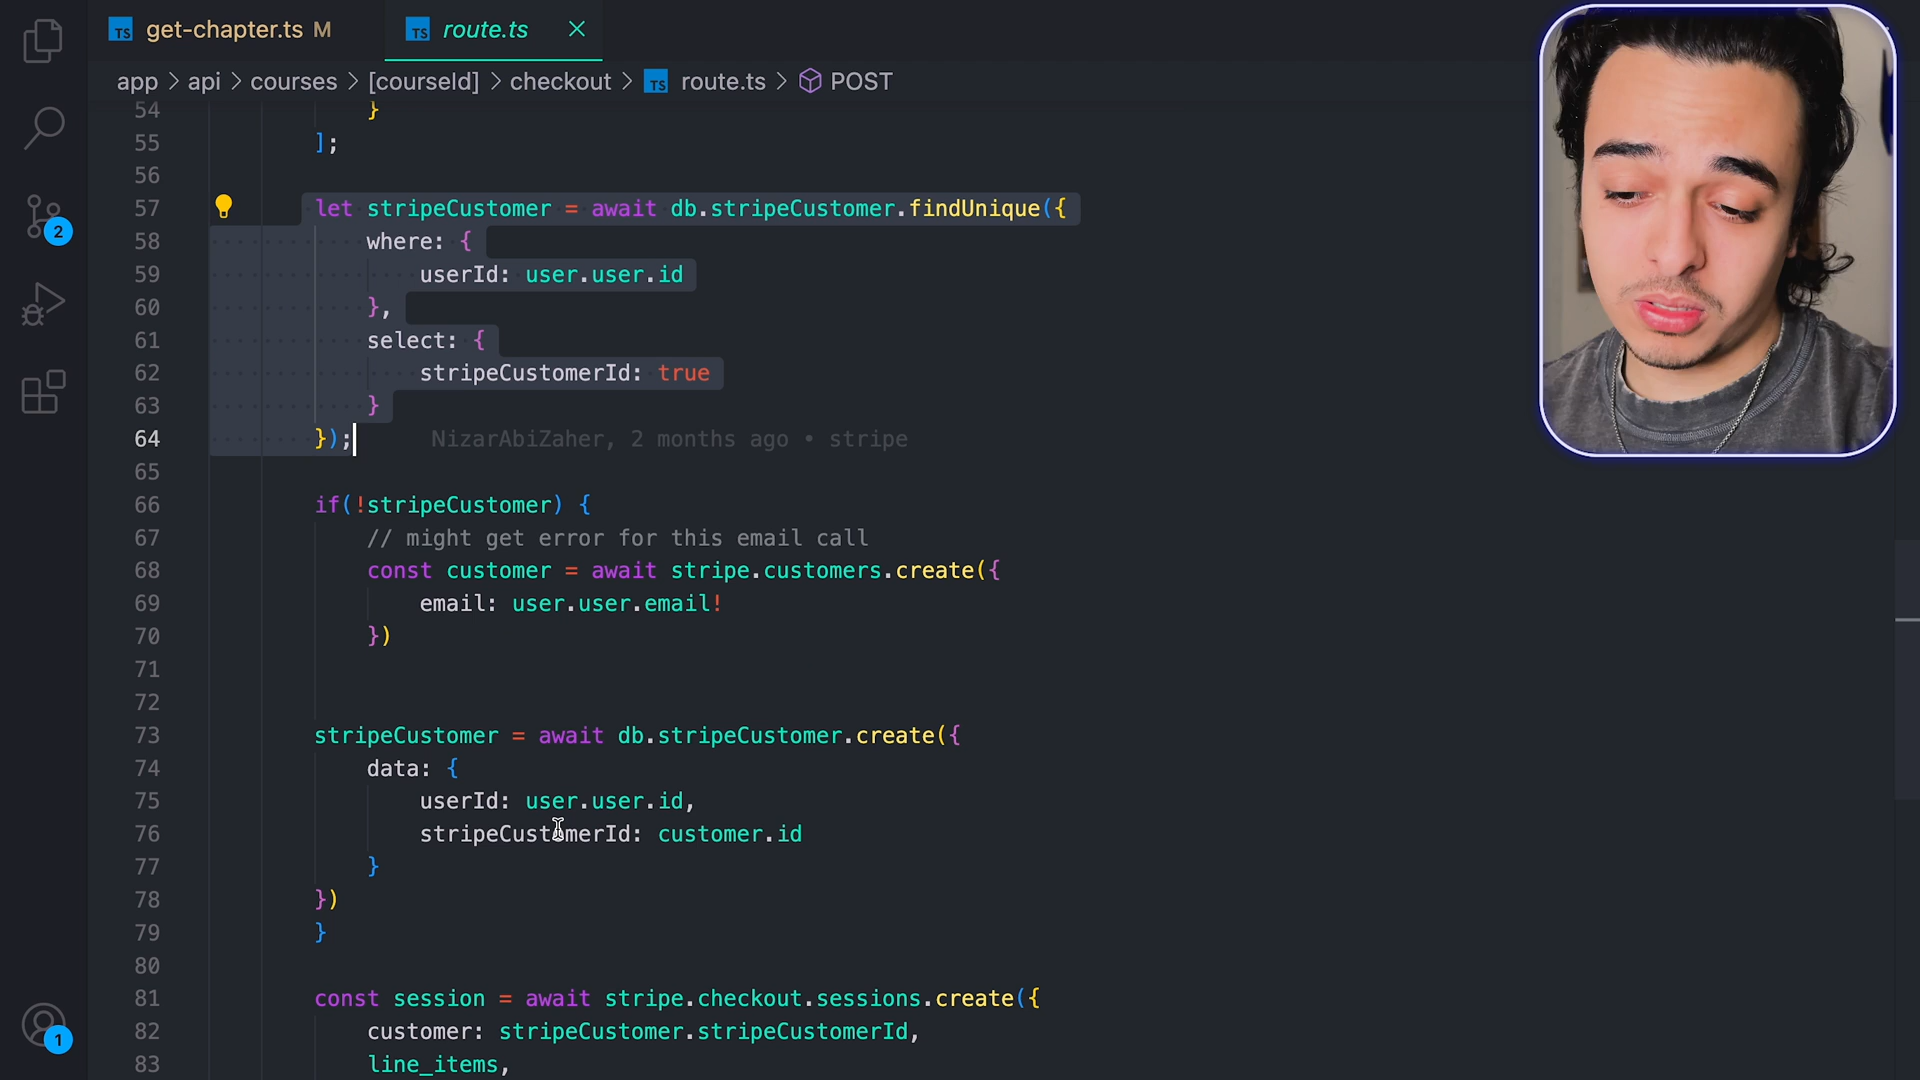 TS get-chapter.ts M
TS route.ts
app > api > courses > [courseId] > checkout > TS route.ts > POST
54 }
55 ];
56
57 let stripeCustomer = await db.stripeCustomer.findUnique({
58 where: {
59 userId: user.user.id
60 },
61 select: {
62 stripeCustomerId: true
63 }
64 }); NizarAbiZaher, 2 months ago • stripe
65
66 if(!stripeCustomer) {
67 // might get error for this email call
68 const customer = await stripe.customers.create({
69 email: user.user.email!
70 })
71
72
73 stripeCustomer = await db.stripeCustomer.create({
74 data: {
75 userId: user.user.id,
76 stripeCustomerId: customer.id
77 }
78 })
79 }
80
81 const session = await stripe.checkout.sessions.create({
82 customer: stripeCustomer.stripeCustomerId,
83 line_items,
2
1